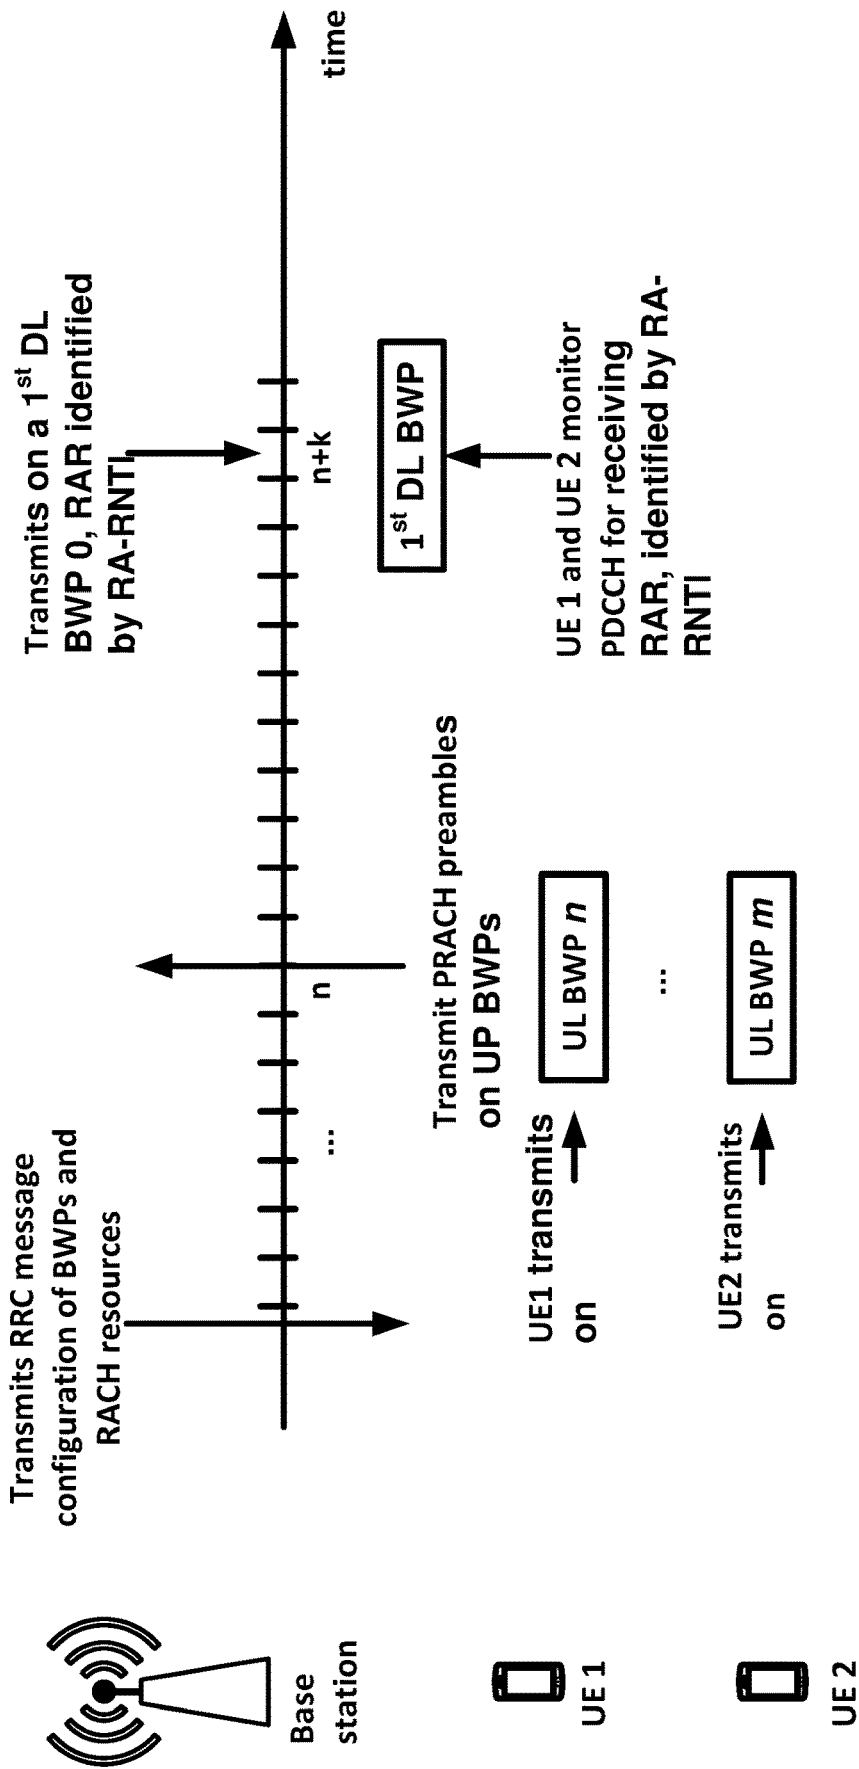 Transmits RRC message
configuration of BWPs and
RACH resources
Transmits on a 1st DL
BWP 0, RAR identified
by RA-RNTI
time
...
n
n+k
Base
station
Transmit PRACH preambles
on UP BWPs
1st DL BWP
UE 1 and UE 2 monitor
PDCCH for receiving
RAR, identified by RA-
RNTI
UE 1
UE1 transmits
on
UL BWP n
...
UE 2
UE2 transmits
on
UL BWP m